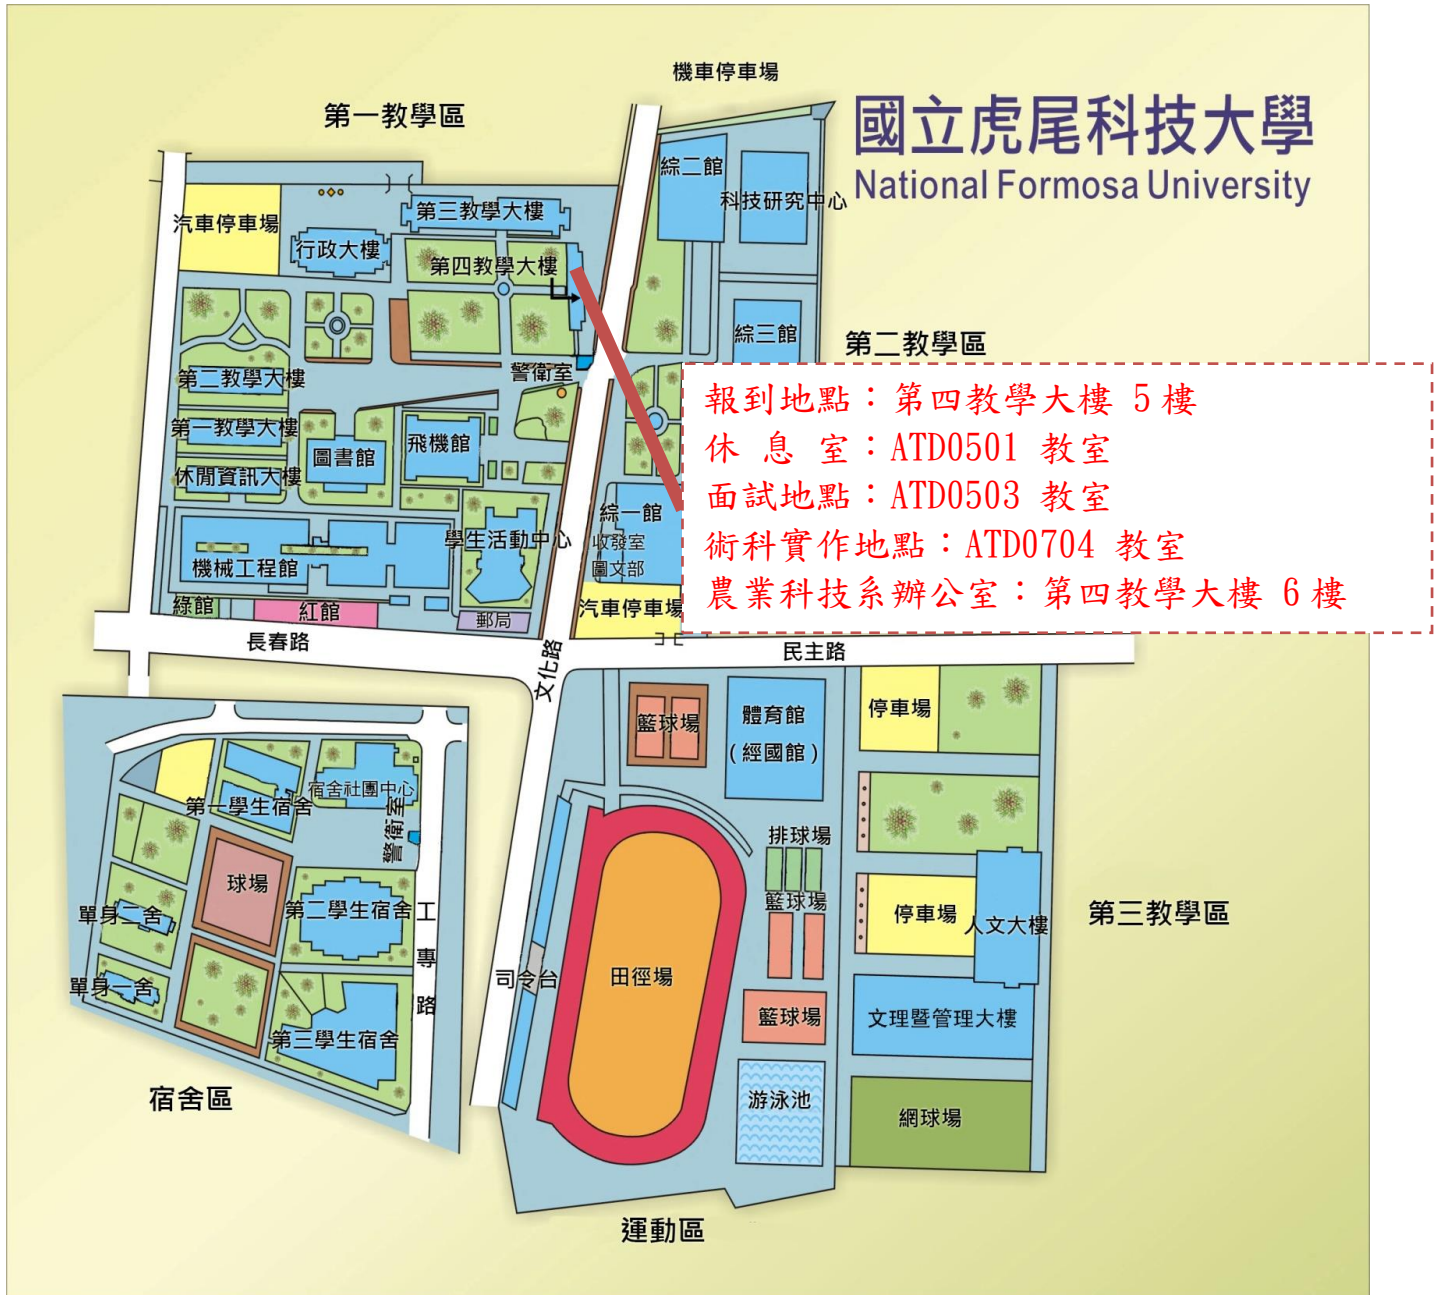 機車停車場
第一教學區
國立虎尾科技大學
National Formosa University
綜二館
科技研究中心
汽車停車場
第三教學大樓
行政大樓
第四教學大樓
綜三館
第二教學區
警衛室
第二教學大樓
第一教學大樓
圖書館
飛機館
休閒資訊大樓
報到地點：第四教學大樓 5樓
休 息 室：ATD0501 教室
面試地點：ATD0503 教室
術科實作地點：ATD0704 教室
農業科技系辦公室：第四教學大樓 6樓
綜一館
收發室
圖文部
學生活動中心
機械工程館
綠館
紅館
郵局
汽車停車場
長春路
文化路
民主路
籃球場
體育館
(經國館)
停車場
宿舍社團中心
第一學生宿舍
警衛室
排球場
球場
籃球場
第二學生宿舍
單身二舍
停車場
人文大樓
第三教學區
工專路
司令台
田徑場
單身一舍
籃球場
文理暨管理大樓
第三學生宿舍
宿舍區
游泳池
網球場
運動區